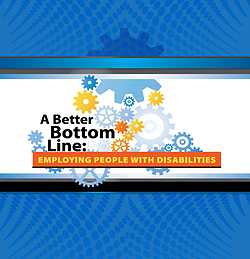 A Better
Bottom
Line:
EMPLOYING PEOPLE WITH DISABILITIES